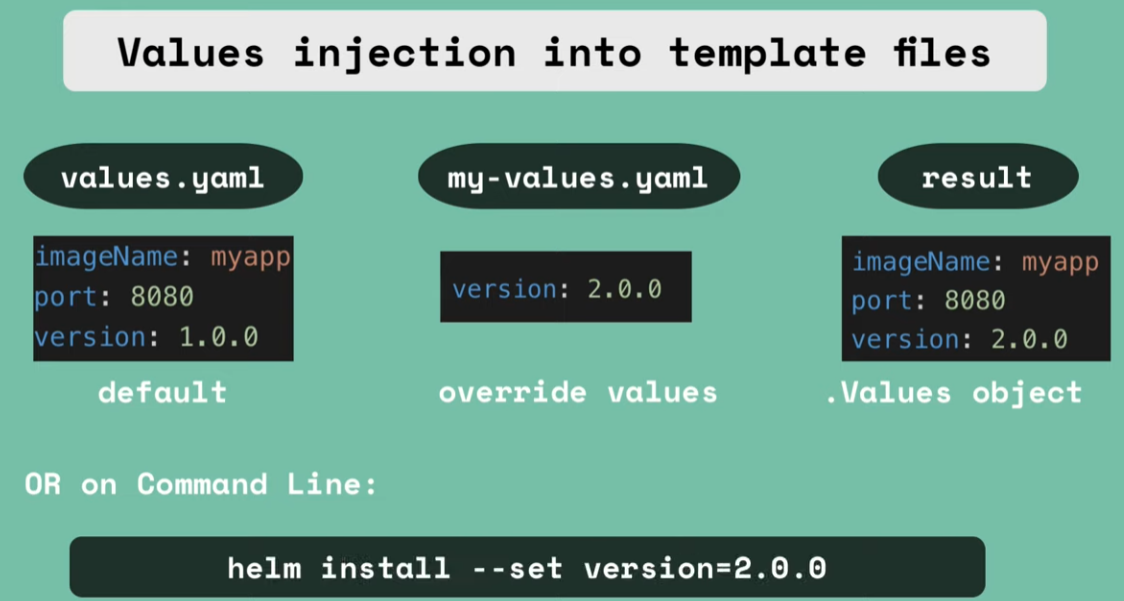 Values injection into template files
values.yaml
my-values.yaml
result
imageName: myapp
port: 8080
version: 1.0.0
version: 2.0.0
imageName: myapp
port: 8080
version: 2.0.0
default
override values
.Values object
OR on Command Line:
helm install --set version=2.0.0